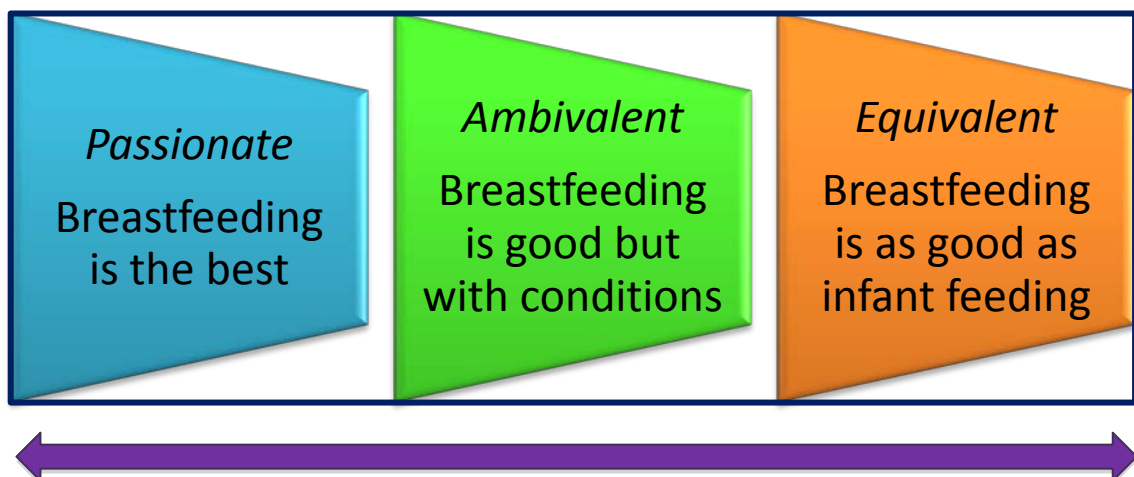 Passionate
Breastfeeding
is the best
Ambivalent
Breastfeeding
is good but
with conditions
Equivalent
Breastfeeding
is as good as
infant feeding